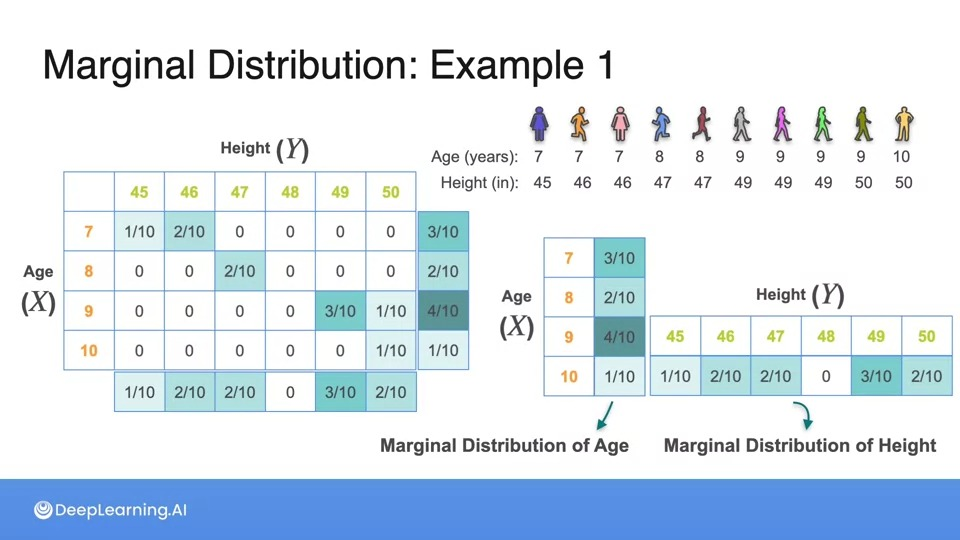 Marginal Distribution: Example 1
Age (years): 7 7 7 8 8 9 9 9 9 10
Height (in): 45 46 46 47 47 49 49 49 50 50
Height (Y)
45 46 47 48 49 50
7 1/10 2/10 0 0 0 0 3/10
8 0 0 2/10 0 0 0 2/10
9 0 0 0 0 3/10 1/10 4/10
10 0 0 0 0 0 1/10 1/10
1/10 2/10 2/10 0 3/10 2/10
Age
(X)
7 3/10
8 2/10
9 4/10
10 1/10
Age
(X)
Height (Y)
45 46 47 48 49 50
1/10 2/10 2/10 0 3/10 2/10
Marginal Distribution of Age
Marginal Distribution of Height
DeepLearning.AI